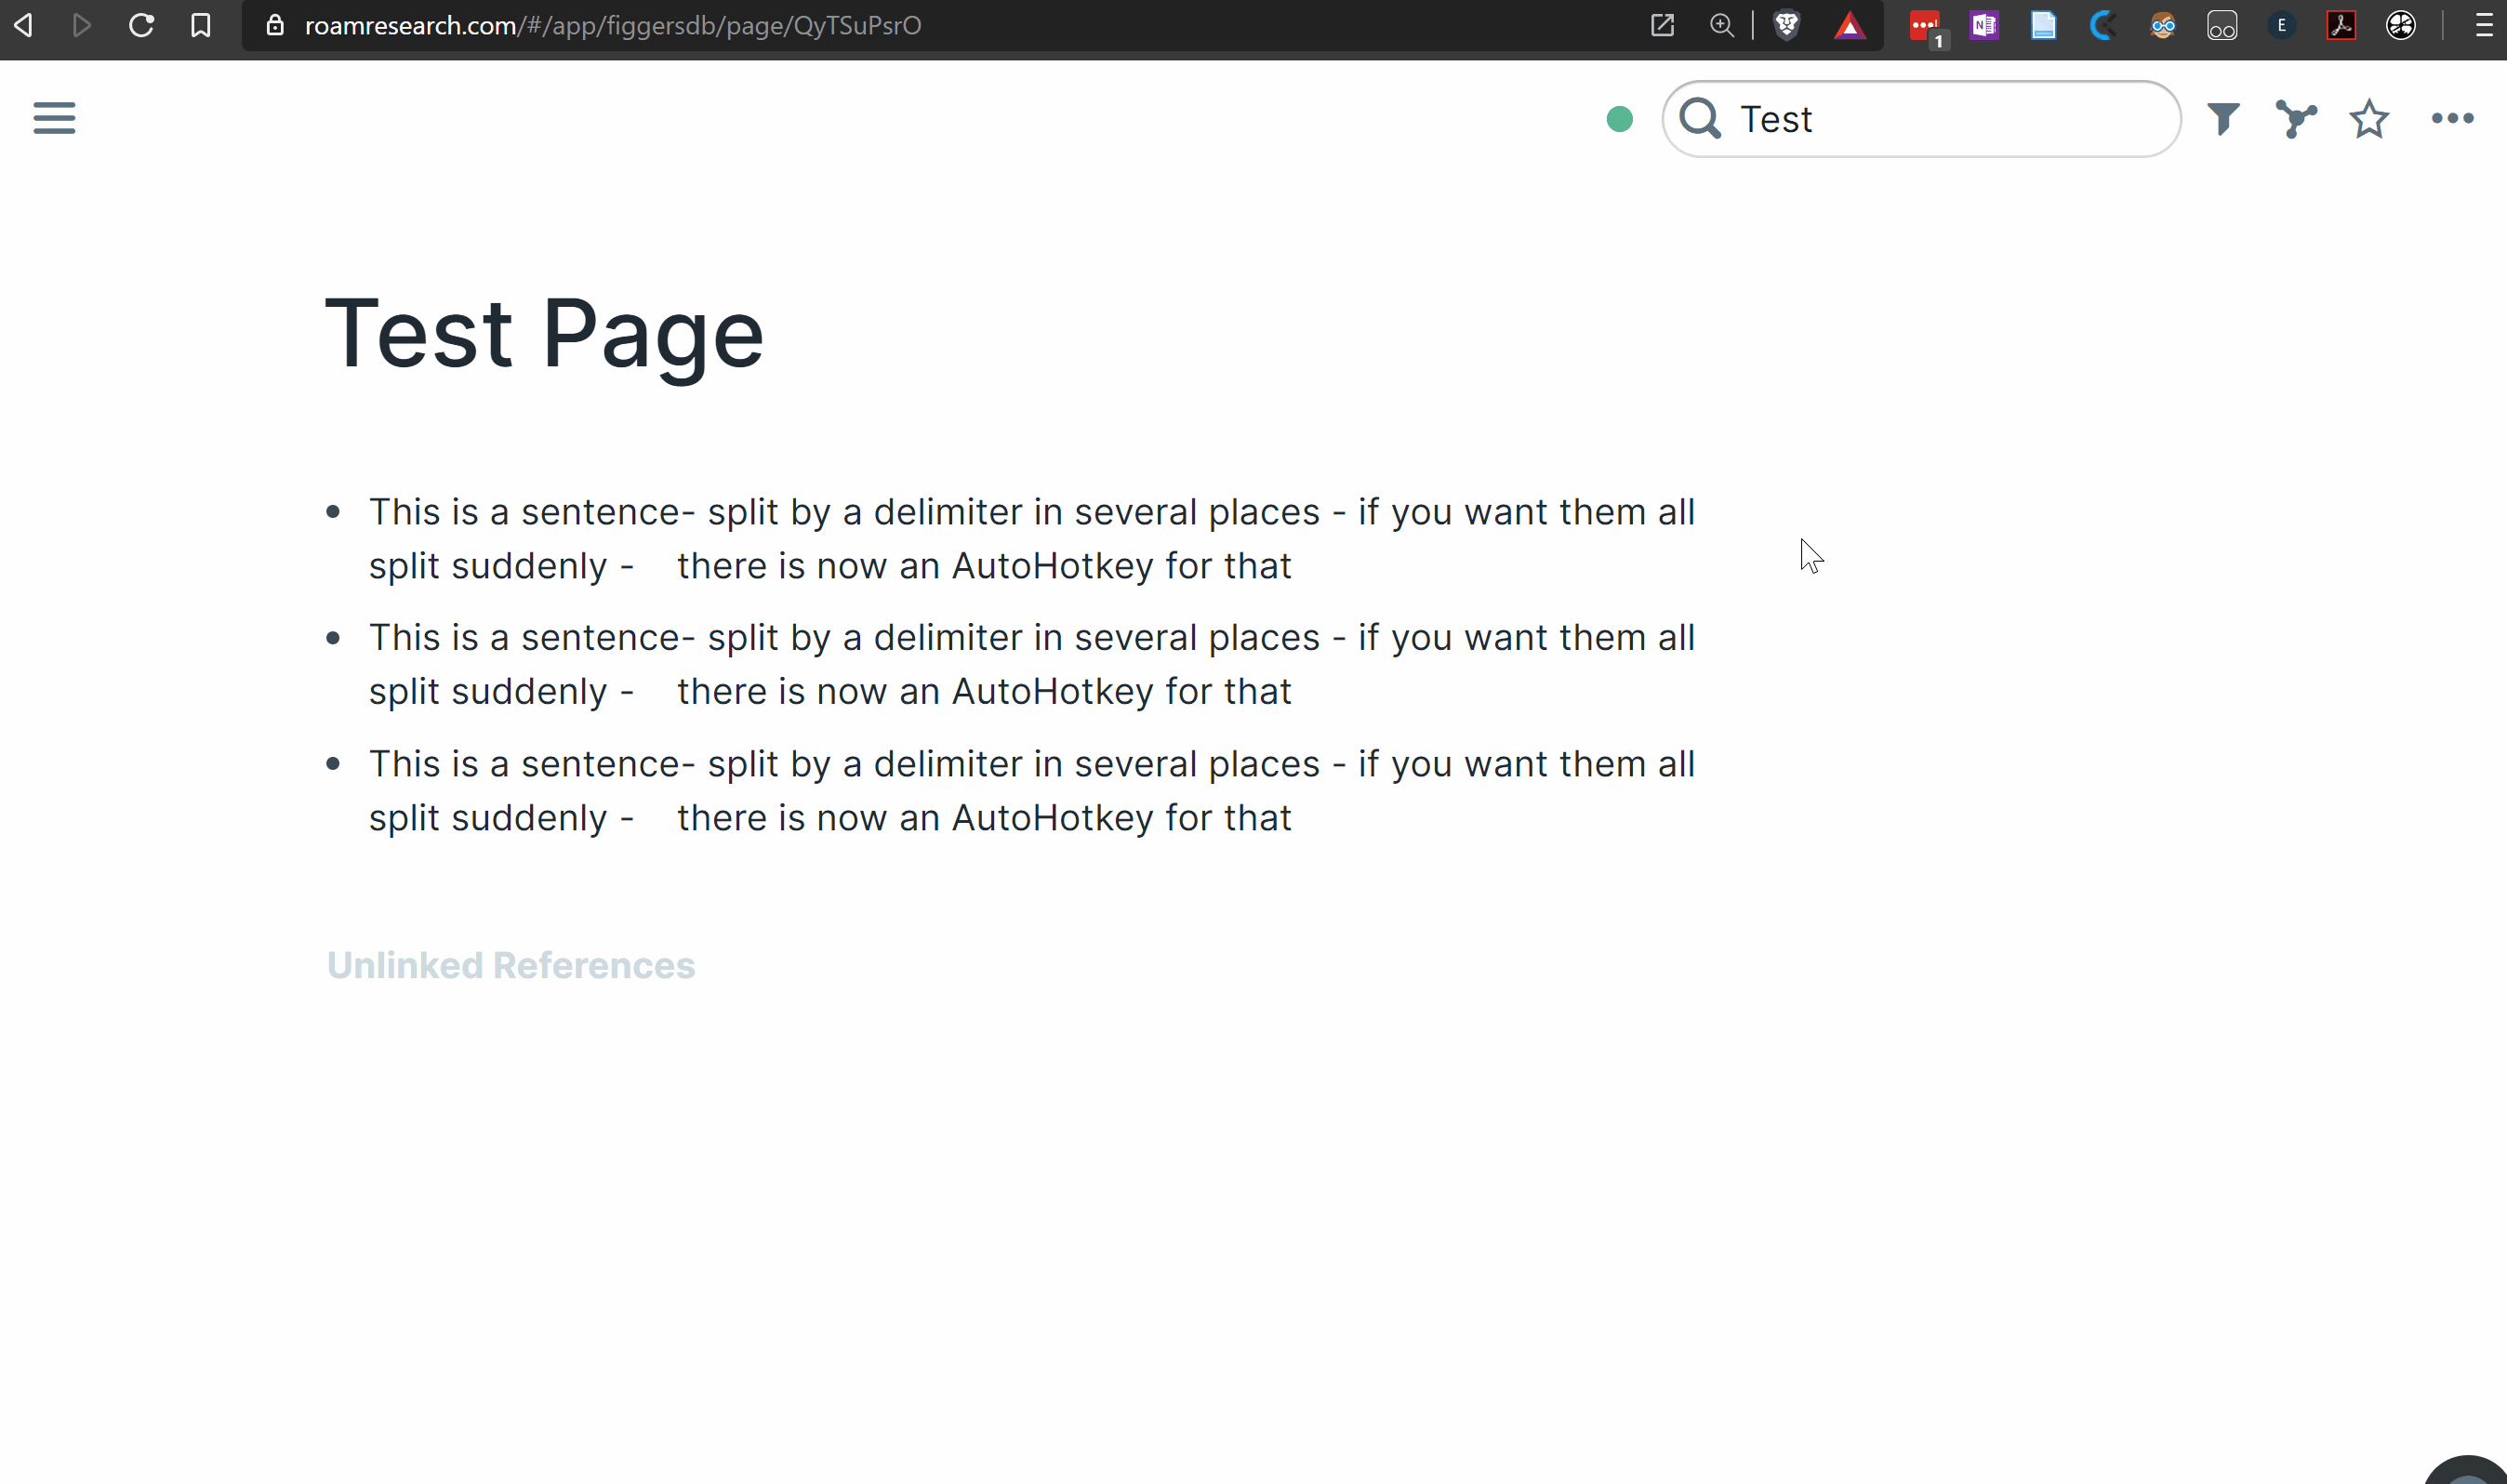 roamresearch.com/#/app/figgersdb/page/QyTSuPsrO
1
N
E
Test
Test Page
This is a sentence- split by a delimiter in several places - if you want them all
split suddenly -    there is now an AutoHotkey for that
This is a sentence- split by a delimiter in several places - if you want them all
split suddenly -    there is now an AutoHotkey for that
This is a sentence- split by a delimiter in several places - if you want them all
split suddenly -    there is now an AutoHotkey for that
Unlinked References